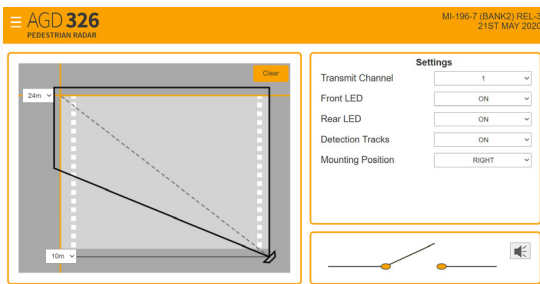 AGD 326
PEDESTRIAN RADAR
MI-196-7 (BANK2) REL-3
21ST MAY 2020
Clear
24m
10m
Settings
Transmit Channel 1
Front LED ON
Rear LED ON
Detection Tracks ON
Mounting Position RIGHT